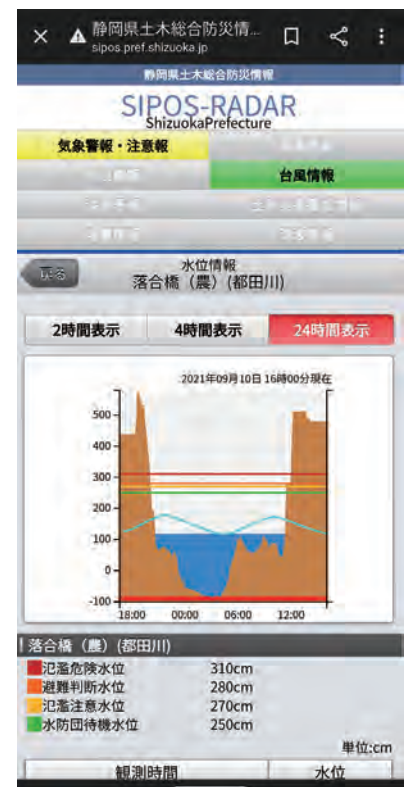 静岡県土木総合防災情...
sipos.pref.shizuoka.jp
静岡県土木総合防災情報
SIPOS-RADAR
ShizuokaPrefecture
気象警報・注意報
台風情報
戻る
水位情報
落合橋（農）(都田川)
2時間表示
4時間表示
24時間表示
2021年09月10日 16時00分現在
500
400
300
200
100
0
-100
18:00
00:00
06:00
12:00
落合橋（農）(都田川)
氾濫危険水位 310cm
避難判断水位 280cm
氾濫注意水位 270cm
水防団待機水位 250cm
単位:cm
観測時間 水位